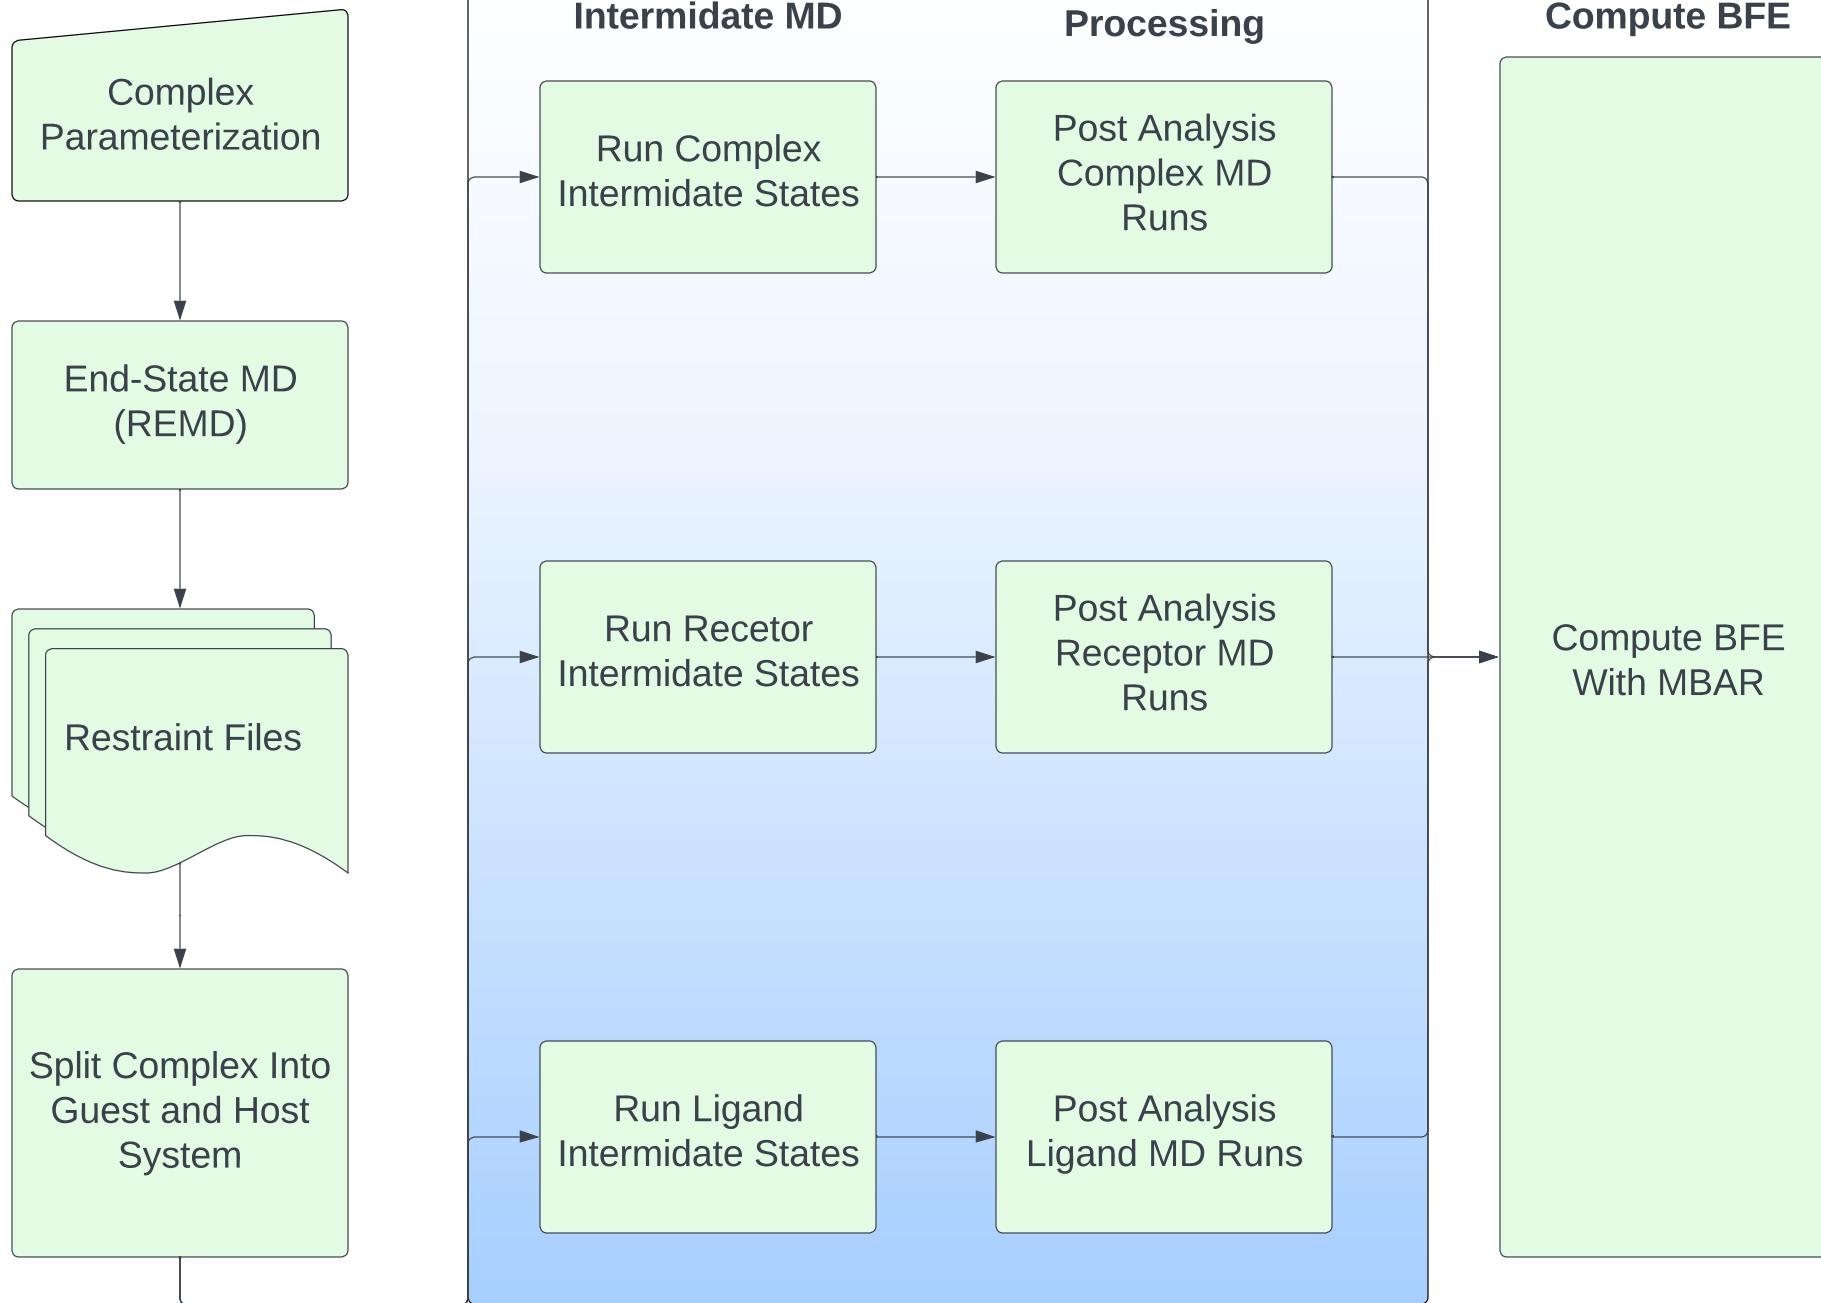 Complex
Parameterization
End-State MD
(REMD)
Restraint Files
Split Complex Into
Guest and Host
System
Intermidate MD
Run Complex
Intermidate States
Run Recetor
Intermidate States
Run Ligand
Intermidate States
Processing
Post Analysis
Complex MD
Runs
Post Analysis
Receptor MD
Runs
Post Analysis
Ligand MD Runs
Compute BFE
Compute BFE
With MBAR